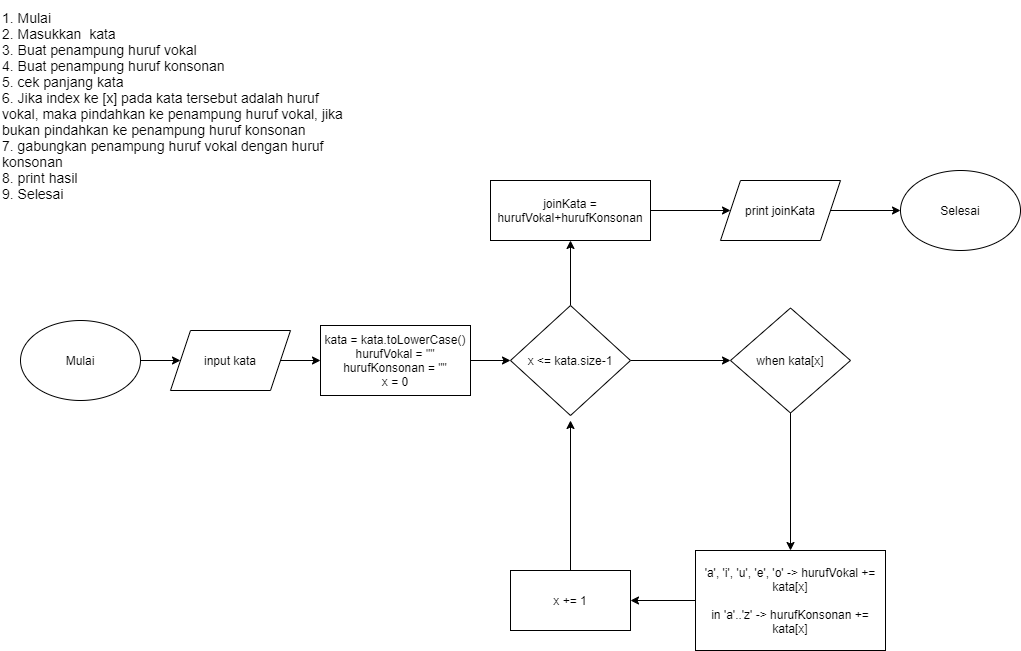 1. Mulai
2. Masukkan  kata
3. Buat penampung huruf vokal
4. Buat penampung huruf konsonan
5. cek panjang kata
6. Jika index ke [x] pada kata tersebut adalah huruf
vokal, maka pindahkan ke penampung huruf vokal, jika
bukan pindahkan ke penampung huruf konsonan
7. gabungkan penampung huruf vokal dengan huruf
konsonan
8. print hasil
9. Selesai
joinKata =
hurufVokal+hurufKonsonan
print joinKata
Selesai
Mulai
input kata
kata = kata.toLowerCase()
hurufVokal = ""
hurufKonsonan = ""
x = 0
x <= kata.size-1
when kata[x]
'a', 'i', 'u', 'e', 'o' -> hurufVokal +=
kata[x]
in 'a'..'z' -> hurufKonsonan +=
kata[x]
x += 1